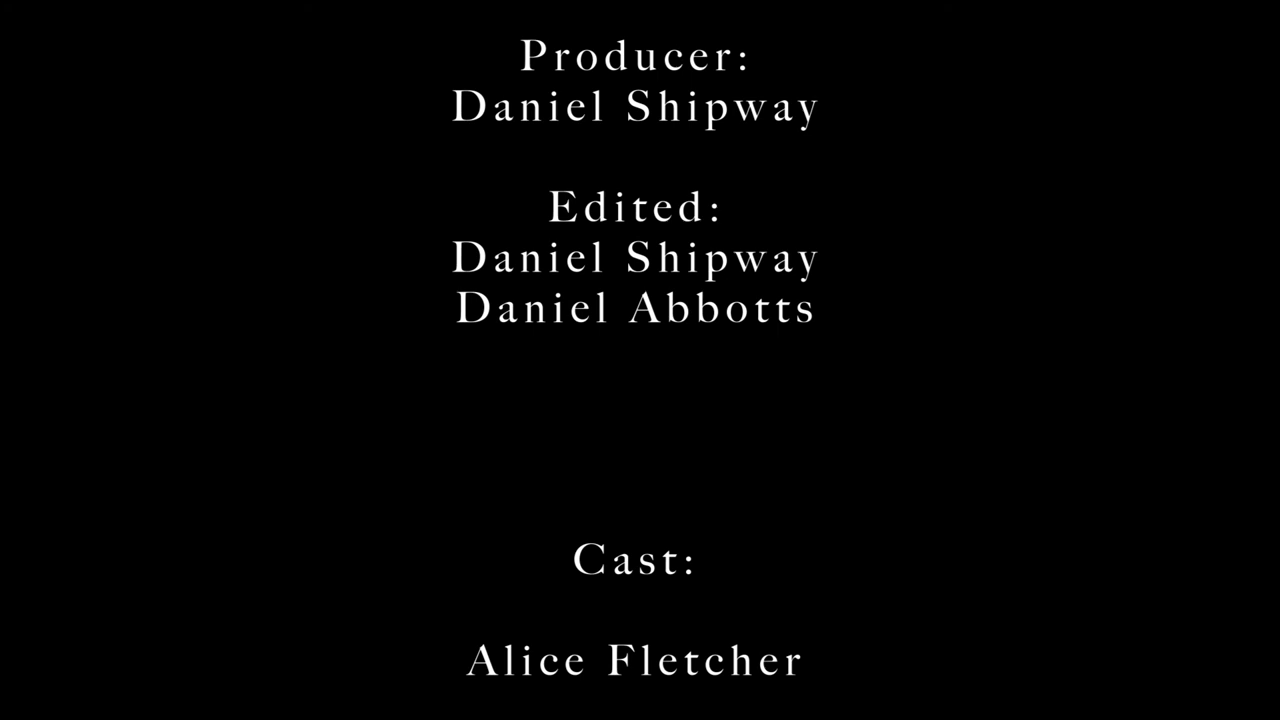 Producer:
Daniel Shipway
Edited:
Daniel Shipway
Daniel Abbotts
Cast:
Alice Fletcher